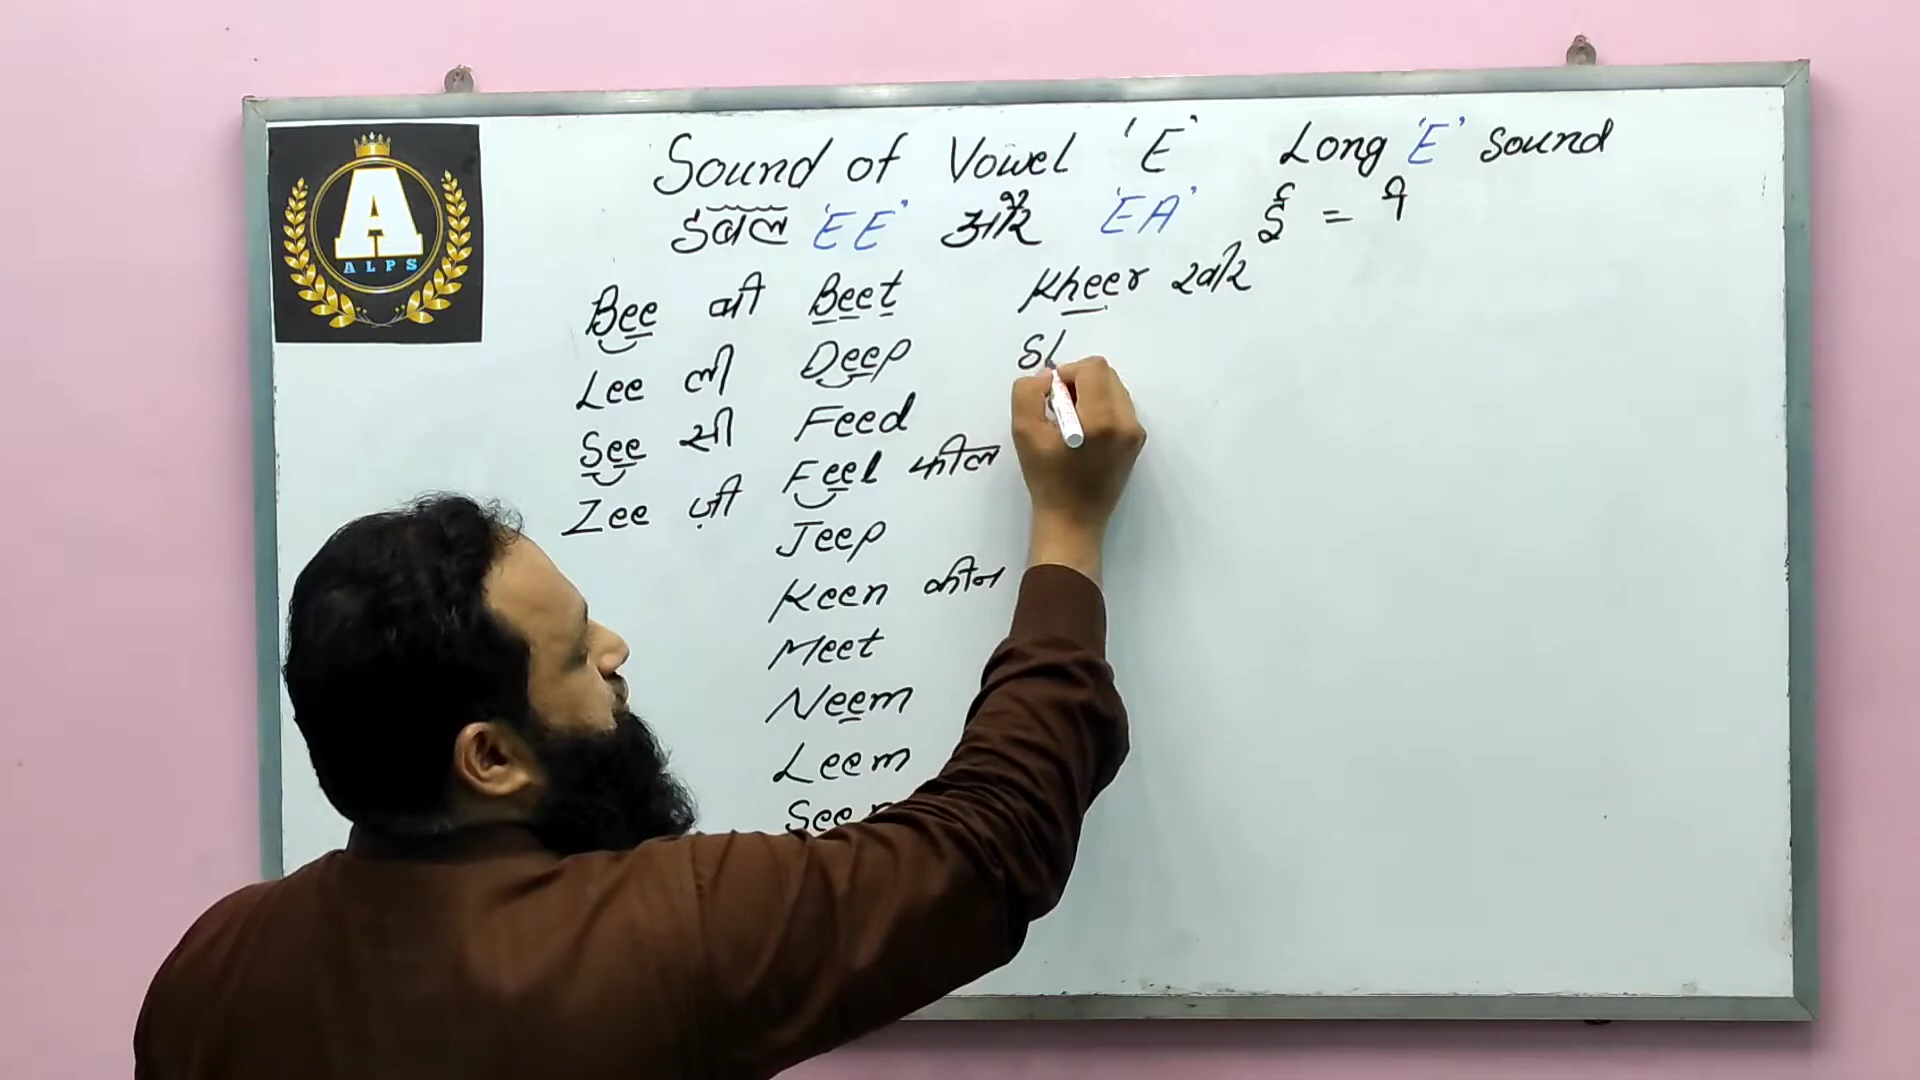 A
ALPS
Sound of Vowel 'E' Long 'E' sound
डबल 'EE' और 'EA' ई = ी
Bee बी Beet Kheer खीर
Lee ली Deep
See सी Feed
Zee ज़ी Feel फील
Jeep
Keen कीन
Meet
Neem
Leem